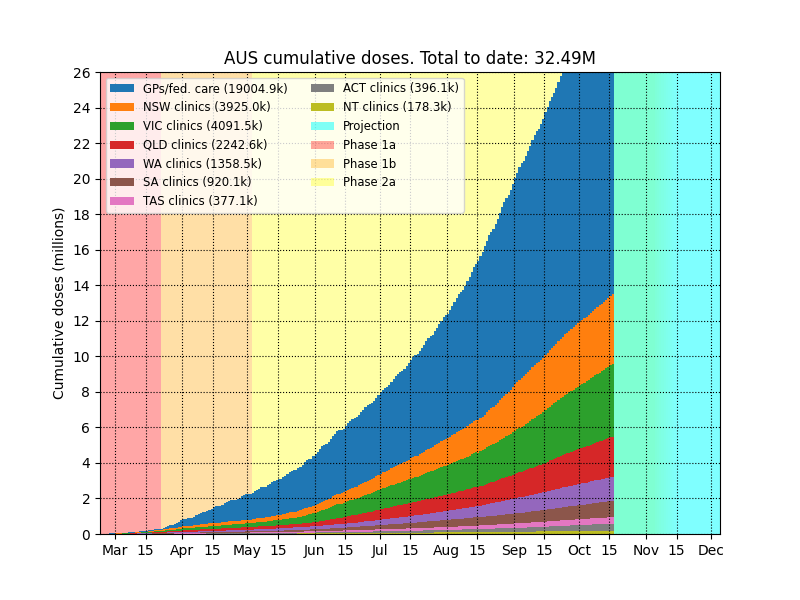 AUS cumulative doses. Total to date: 32.49M
Cumulative doses (millions)
26
24
22
20
18
16
14
12
10
8
6
4
2
0
GPs/fed. care (19004.9k)
NSW clinics (3925.0k)
VIC clinics (4091.5k)
QLD clinics (2242.6k)
WA clinics (1358.5k)
SA clinics (920.1k)
TAS clinics (377.1k)
ACT clinics (396.1k)
NT clinics (178.3k)
Projection
Phase 1a
Phase 1b
Phase 2a
Mar 15 Apr 15 May 15 Jun 15 Jul 15 Aug 15 Sep 15 Oct 15 Nov 15 Dec